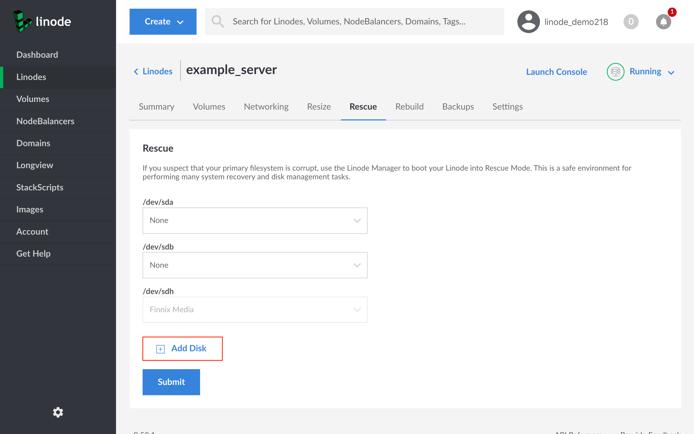 linode
Create
Search for Linodes, Volumes, NodeBalancers, Domains, Tags...
linode_demo218
0
1
Dashboard
Linodes
Volumes
NodeBalancers
Domains
Longview
StackScripts
Images
Account
Get Help
Linodes
example_server
Launch Console
Running
Summary
Volumes
Networking
Resize
Rescue
Rebuild
Backups
Settings
Rescue
If you suspect that your primary filesystem is corrupt, use the Linode Manager to boot your Linode into Rescue Mode. This is a safe environment for
performing many system recovery and disk management tasks.
/dev/sda
None
/dev/sdb
None
/dev/sdh
Finnix Media
Add Disk
Submit